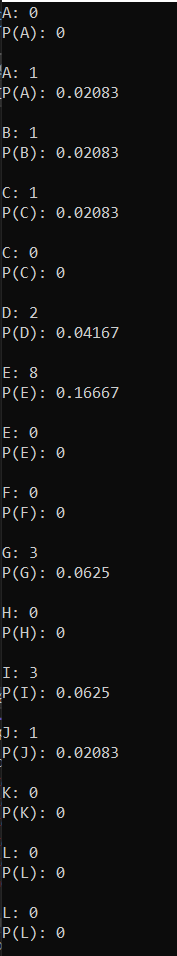 A: 0
P(A): 0
A: 1
P(A): 0.02083
B: 1
P(B): 0.02083
C: 1
P(C): 0.02083
C: 0
P(C): 0
D: 2
P(D): 0.04167
E: 8
P(E): 0.16667
E: 0
P(E): 0
F: 0
P(F): 0
G: 3
P(G): 0.0625
H: 0
P(H): 0
I: 3
P(I): 0.0625
J: 1
P(J): 0.02083
K: 0
P(K): 0
L: 0
P(L): 0
L: 0
P(L): 0